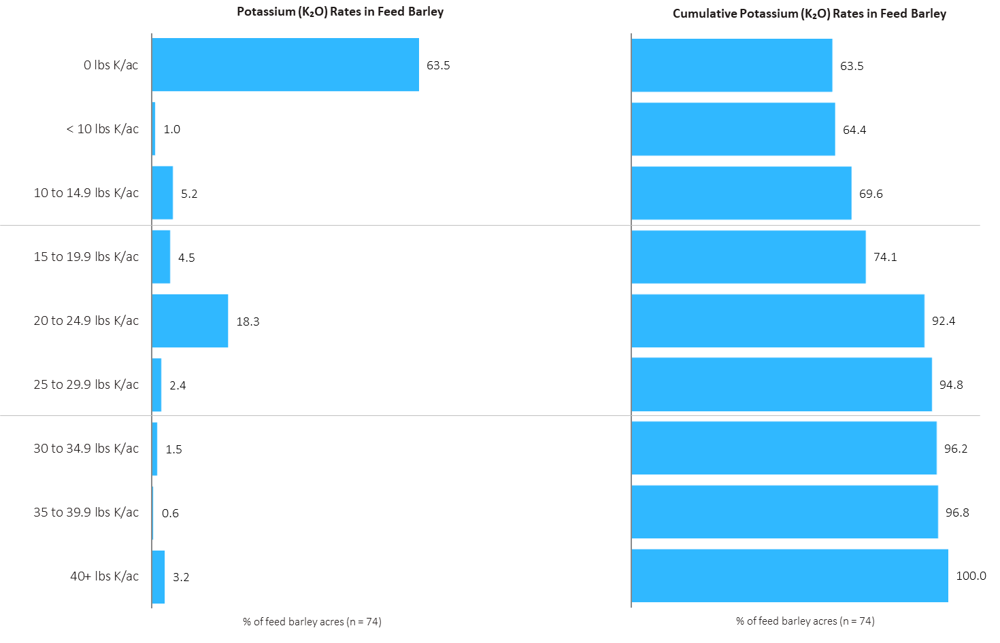 Potassium (K₂O) Rates in Feed Barley
Cumulative Potassium (K₂O) Rates in Feed Barley
0 lbs K/ac 63.5 63.5
< 10 lbs K/ac 1.0 64.4
10 to 14.9 lbs K/ac 5.2 69.6
15 to 19.9 lbs K/ac 4.5 74.1
20 to 24.9 lbs K/ac 18.3 92.4
25 to 29.9 lbs K/ac 2.4 94.8
30 to 34.9 lbs K/ac 1.5 96.2
35 to 39.9 lbs K/ac 0.6 96.8
40+ lbs K/ac 3.2 100.0
% of feed barley acres (n = 74)
% of feed barley acres (n = 74)